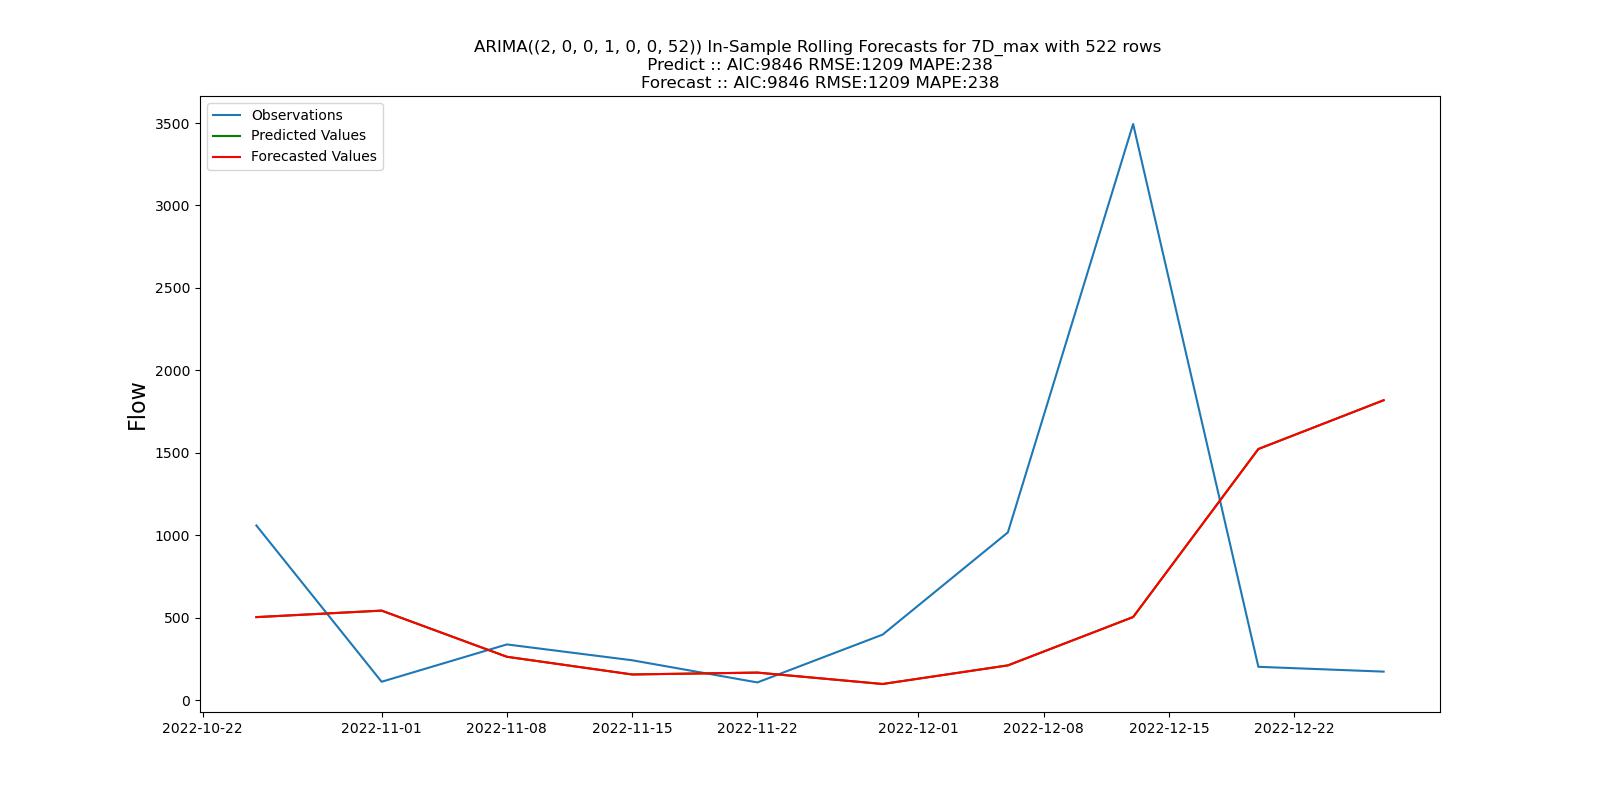 ARIMA((2, 0, 0, 1, 0, 0, 52)) In-Sample Rolling Forecasts for 7D_max with 522 rows
Predict :: AIC:9846 RMSE:1209 MAPE:238
Forecast :: AIC:9846 RMSE:1209 MAPE:238
Observations
Predicted Values
Forecasted Values
3500
3000
2500
2000
1500
1000
500
0
Flow
2022-10-22 2022-11-01 2022-11-08 2022-11-15 2022-11-22 2022-12-01 2022-12-08 2022-12-15 2022-12-22